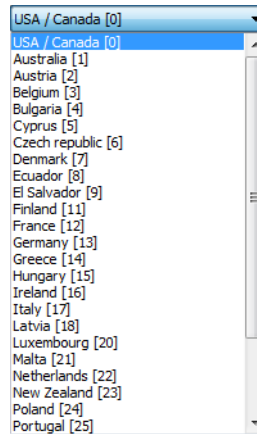 USA / Canada [0]
USA / Canada [0]
Australia [1]
Austria [2]
Belgium [3]
Bulgaria [4]
Cyprus [5]
Czech republic [6]
Denmark [7]
Ecuador [8]
El Salvador [9]
Finland [11]
France [12]
Germany [13]
Greece [14]
Hungary [15]
Ireland [16]
Italy [17]
Latvia [18]
Luxembourg [20]
Malta [21]
Netherlands [22]
New Zealand [23]
Poland [24]
Portugal [25]